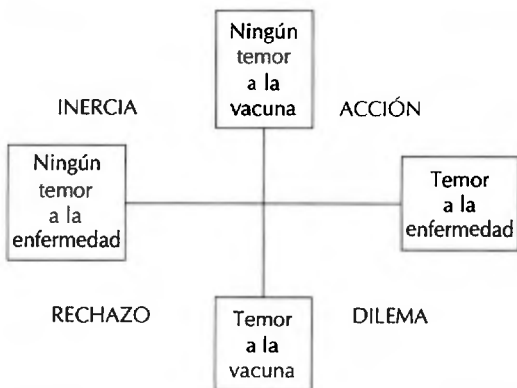 Ningún
temor
a la
vacuna
INERCIA
ACCIÓN
Ningún
temor
a la
enfermedad
Temor
a la
enfermedad
RECHAZO
Temor
a la
vacuna
DILEMA